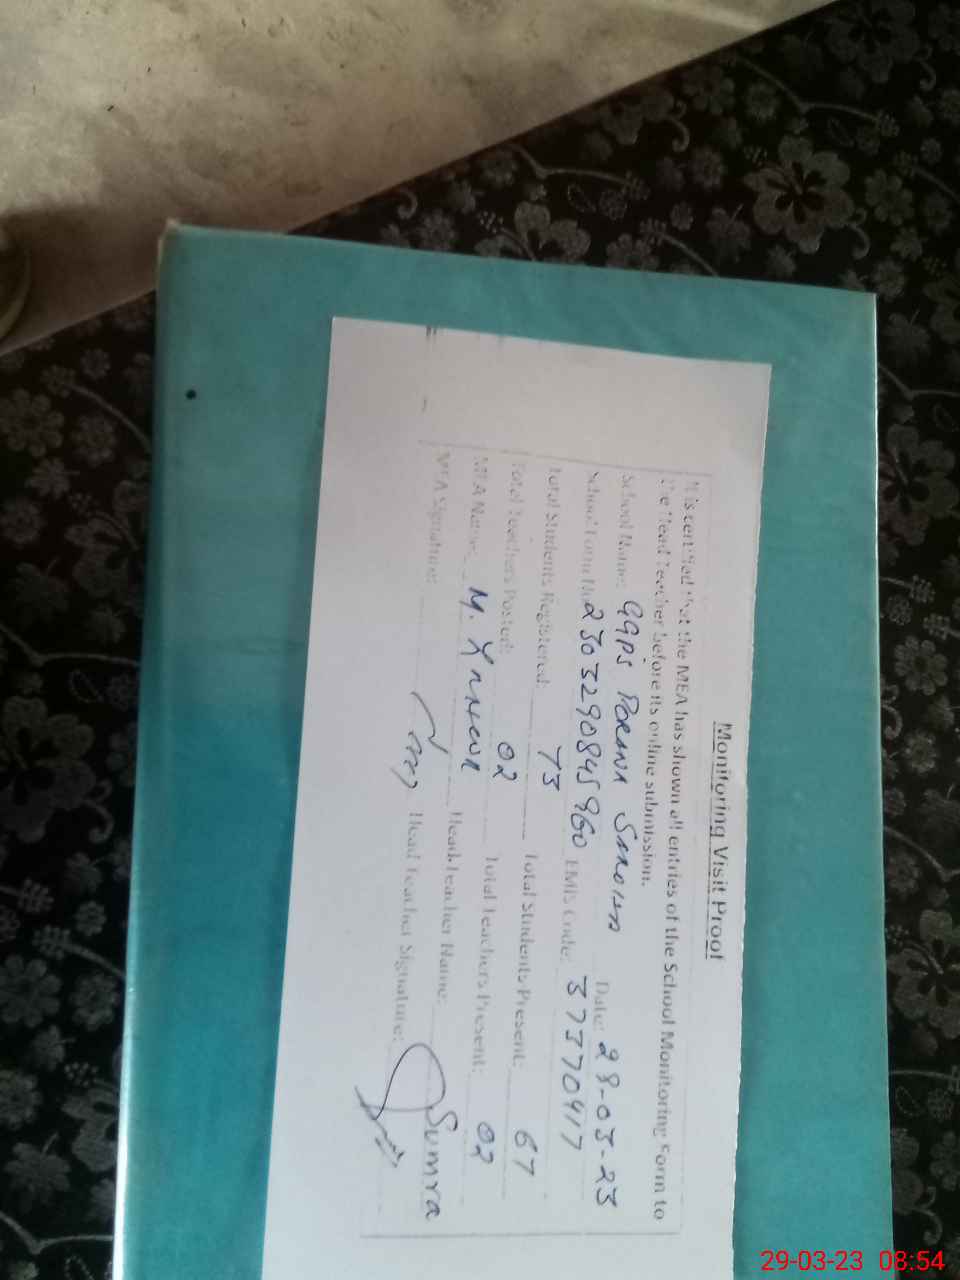 Monitoring Visit Proof
It is certified that the MEA has shown all entries of the School Monitoring Form to
the Head Teacher before its online submission.
School Name: GGPS Date: 29-03-23
School Form No 2303290845960 EMIS Code: 37370417
Total Students Registered: 73 Total Students Present: 67
Total Teachers Posted: 02 Total Teachers Present: 02
MEA Name: M. Head Teacher Name: Sumra
MEA Signature: Head Teacher Signature:
29-03-23 08:54